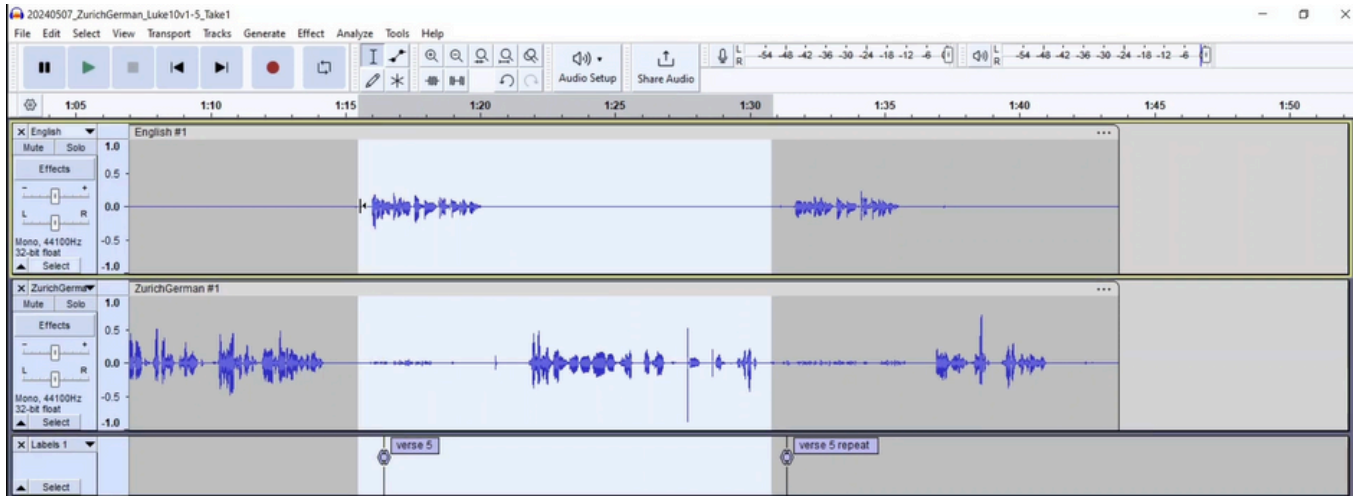 20240507_ZurichGerman_Luke10v1-5_Take1
File Edit Select View Transport Tracks Generate Effect Analyze Tools Help
L R -54 -48 -42 -36 -30 -24 -18 -12 -6 0 L R -54 -48 -42 -36 -30 -24 -18 -12 -6 0
Audio Setup Share Audio
1:05 1:10 1:15 1:20 1:25 1:30 1:35 1:40 1:45 1:50
English English #1
Mute Solo 1.0
Effects 0.5
- +
0.0
L R
Mono, 44100Hz -0.5
32-bit float
Select -1.0
ZurichGerma ZurichGerman #1
Mute Solo 1.0
Effects 0.5
- +
0.0
L R
Mono, 44100Hz -0.5
32-bit float
Select -1.0
Labels 1 verse 5 verse 5 repeat
Select